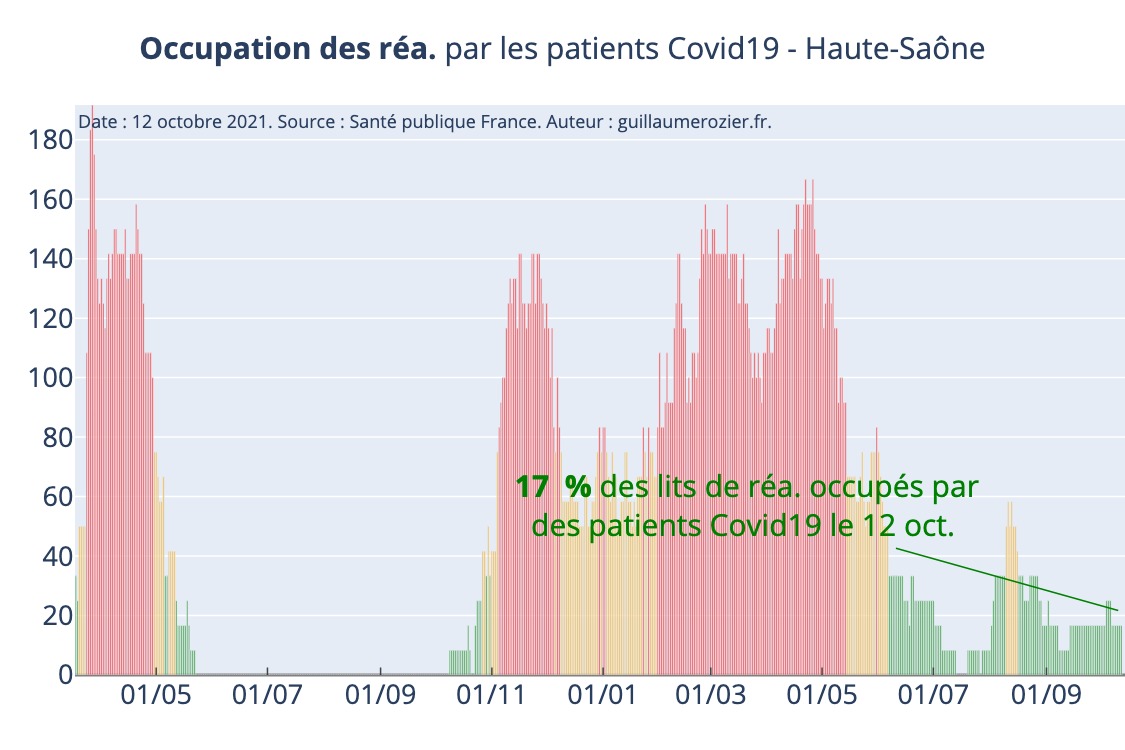 Occupation des réa. par les patients Covid19 - Haute-Saône
Date : 12 octobre 2021. Source : Santé publique France. Auteur : guillaumerozier.fr.
180
160
140
120
100
80
60
40
20
0
17 % des lits de réa. occupés par
des patients Covid19 le 12 oct.
01/05 01/07 01/09 01/11 01/01 01/03 01/05 01/07 01/09